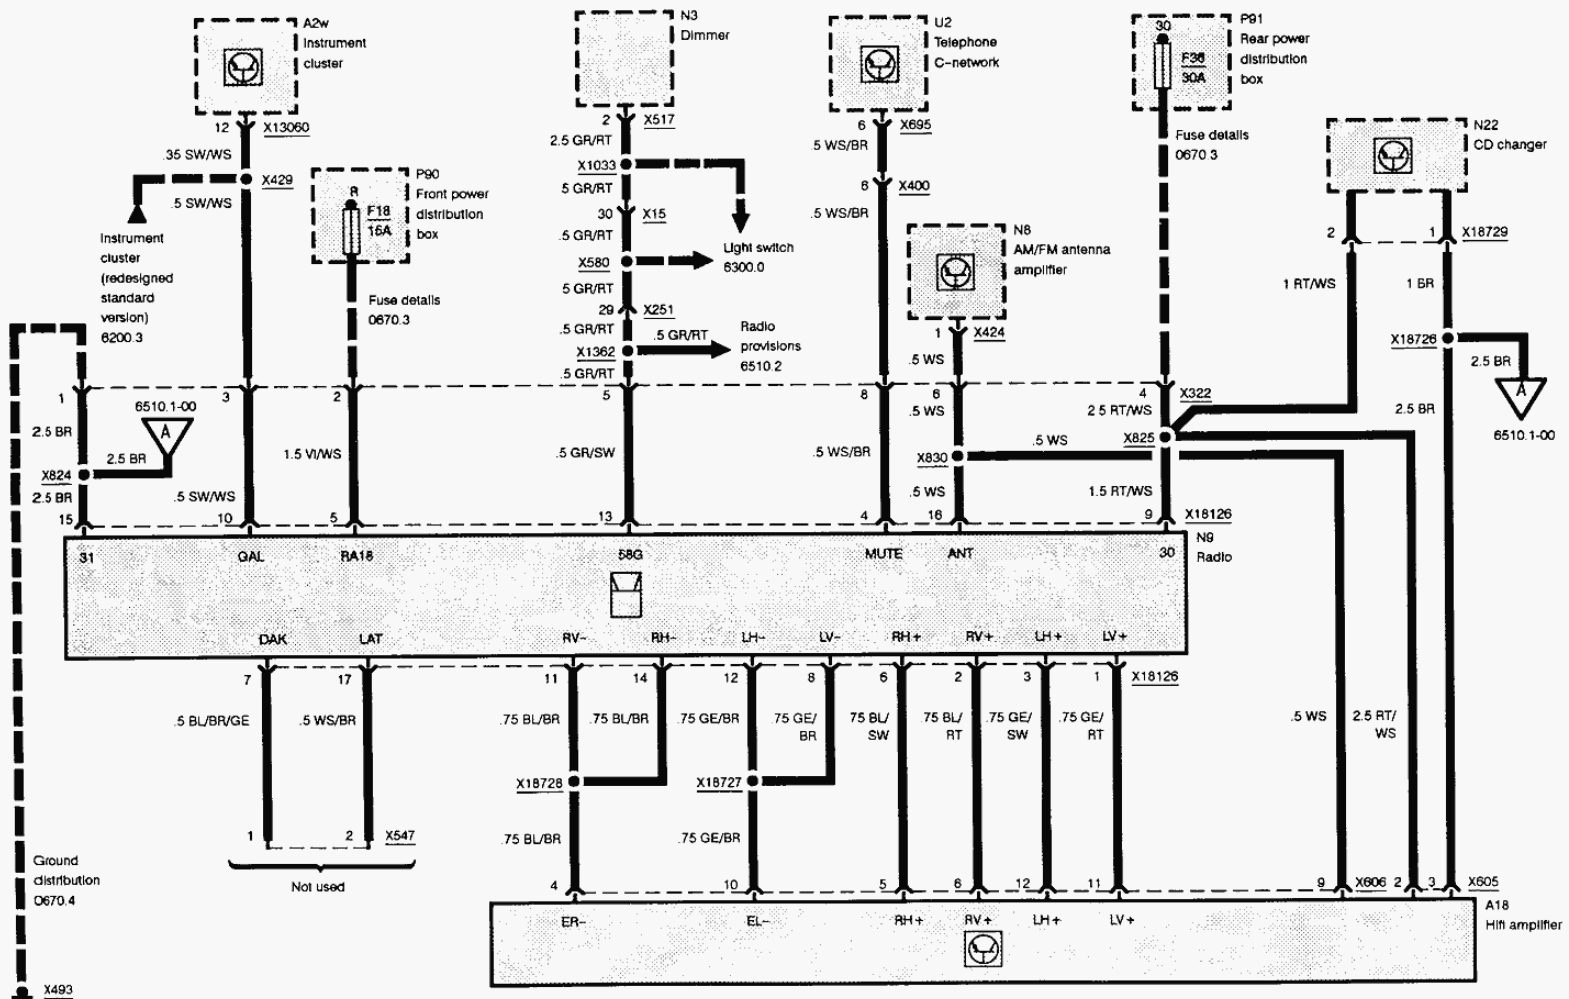 A2w
Instrument
cluster
N3
Dimmer
U2
Telephone
C-network
30
F36
30A
P91
Rear power
distribution
box
12
X13060
2
X517
6
X695
N22
CD changer
.35 SW/WS
2.5 GR/RT
.5 WS/BR
Fuse details
0670.3
X429
X1033
.5 SW/WS
5 GR/RT
6
X400
R
F18
15A
P90
Front power
distribution
box
30
X15
.5 WS/BR
Instrument
cluster
(redesigned
standard
version)
6200.3
.5 GR/RT
Light switch
6300.0
N8
AM/FM antenna
amplifier
2
1
X18729
X580
5 GR/RT
1 RT/WS
1 BR
Fuse details
0670.3
29
X251
.5 GR/RT
.5 GR/RT
Radio
provisions
6510.2
1
X424
X1362
.5 WS
X18726
2.5 BR
.5 GR/RT
1
3
2
5
8
6
4
X322
A
6510.1-00
6510.1-00
A
2.5 BR
.5 WS
2 5 RT/WS
2.5 BR
2.5 BR
1.5 VI/WS
.5 GR/SW
.5 WS/BR
.5 WS
X825
X824
X830
2.5 BR
.5 SW/WS
.5 WS
1.5 RT/WS
15
10
5
13
4
16
9
X18126
31
GAL
RA18
58G
MUTE
ANT
30
N9
Radio
DAK
LAT
RV-
RH-
LH-
LV-
RH+
RV+
LH+
LV+
7
17
11
14
12
8
6
2
3
1
X18126
.5 BL/BR/GE
.5 WS/BR
.75 BL/BR
.75 BL/BR
.75 GE/BR
.75 GE/
BR
75 BL/
SW
.75 BL/
RT
.75 GE/
SW
.75 GE/
RT
.5 WS
2.5 RT/
WS
X18728
X18727
1
2
X547
.75 BL/BR
.75 GE/BR
Not used
Ground
distribution
0670.4
4
10
5
6
12
11
9
X606
2
3
X605
ER-
EL-
RH+
RV+
LH+
LV+
A18
Hifi amplifier
X493